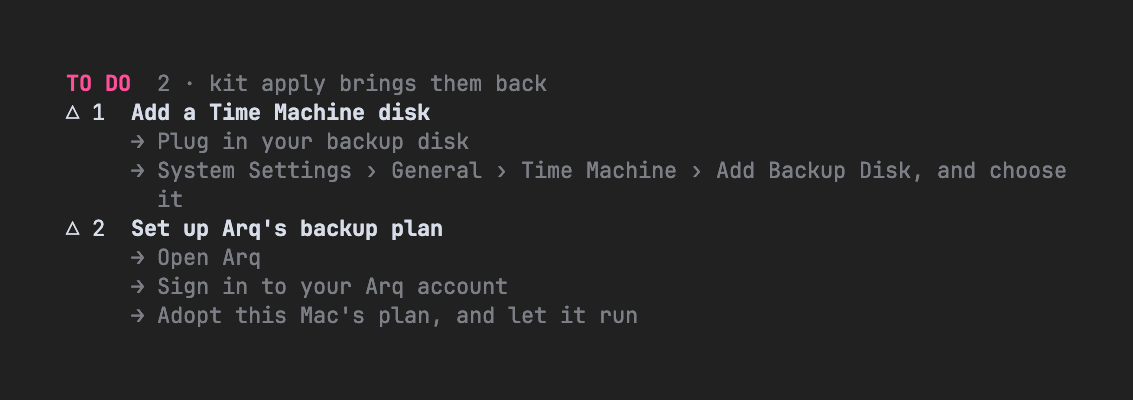 TO DO  2 · kit apply brings them back
△ 1  Add a Time Machine disk
→ Plug in your backup disk
→ System Settings › General › Time Machine › Add Backup Disk, and choose
it
△ 2  Set up Arq's backup plan
→ Open Arq
→ Sign in to your Arq account
→ Adopt this Mac's plan, and let it run